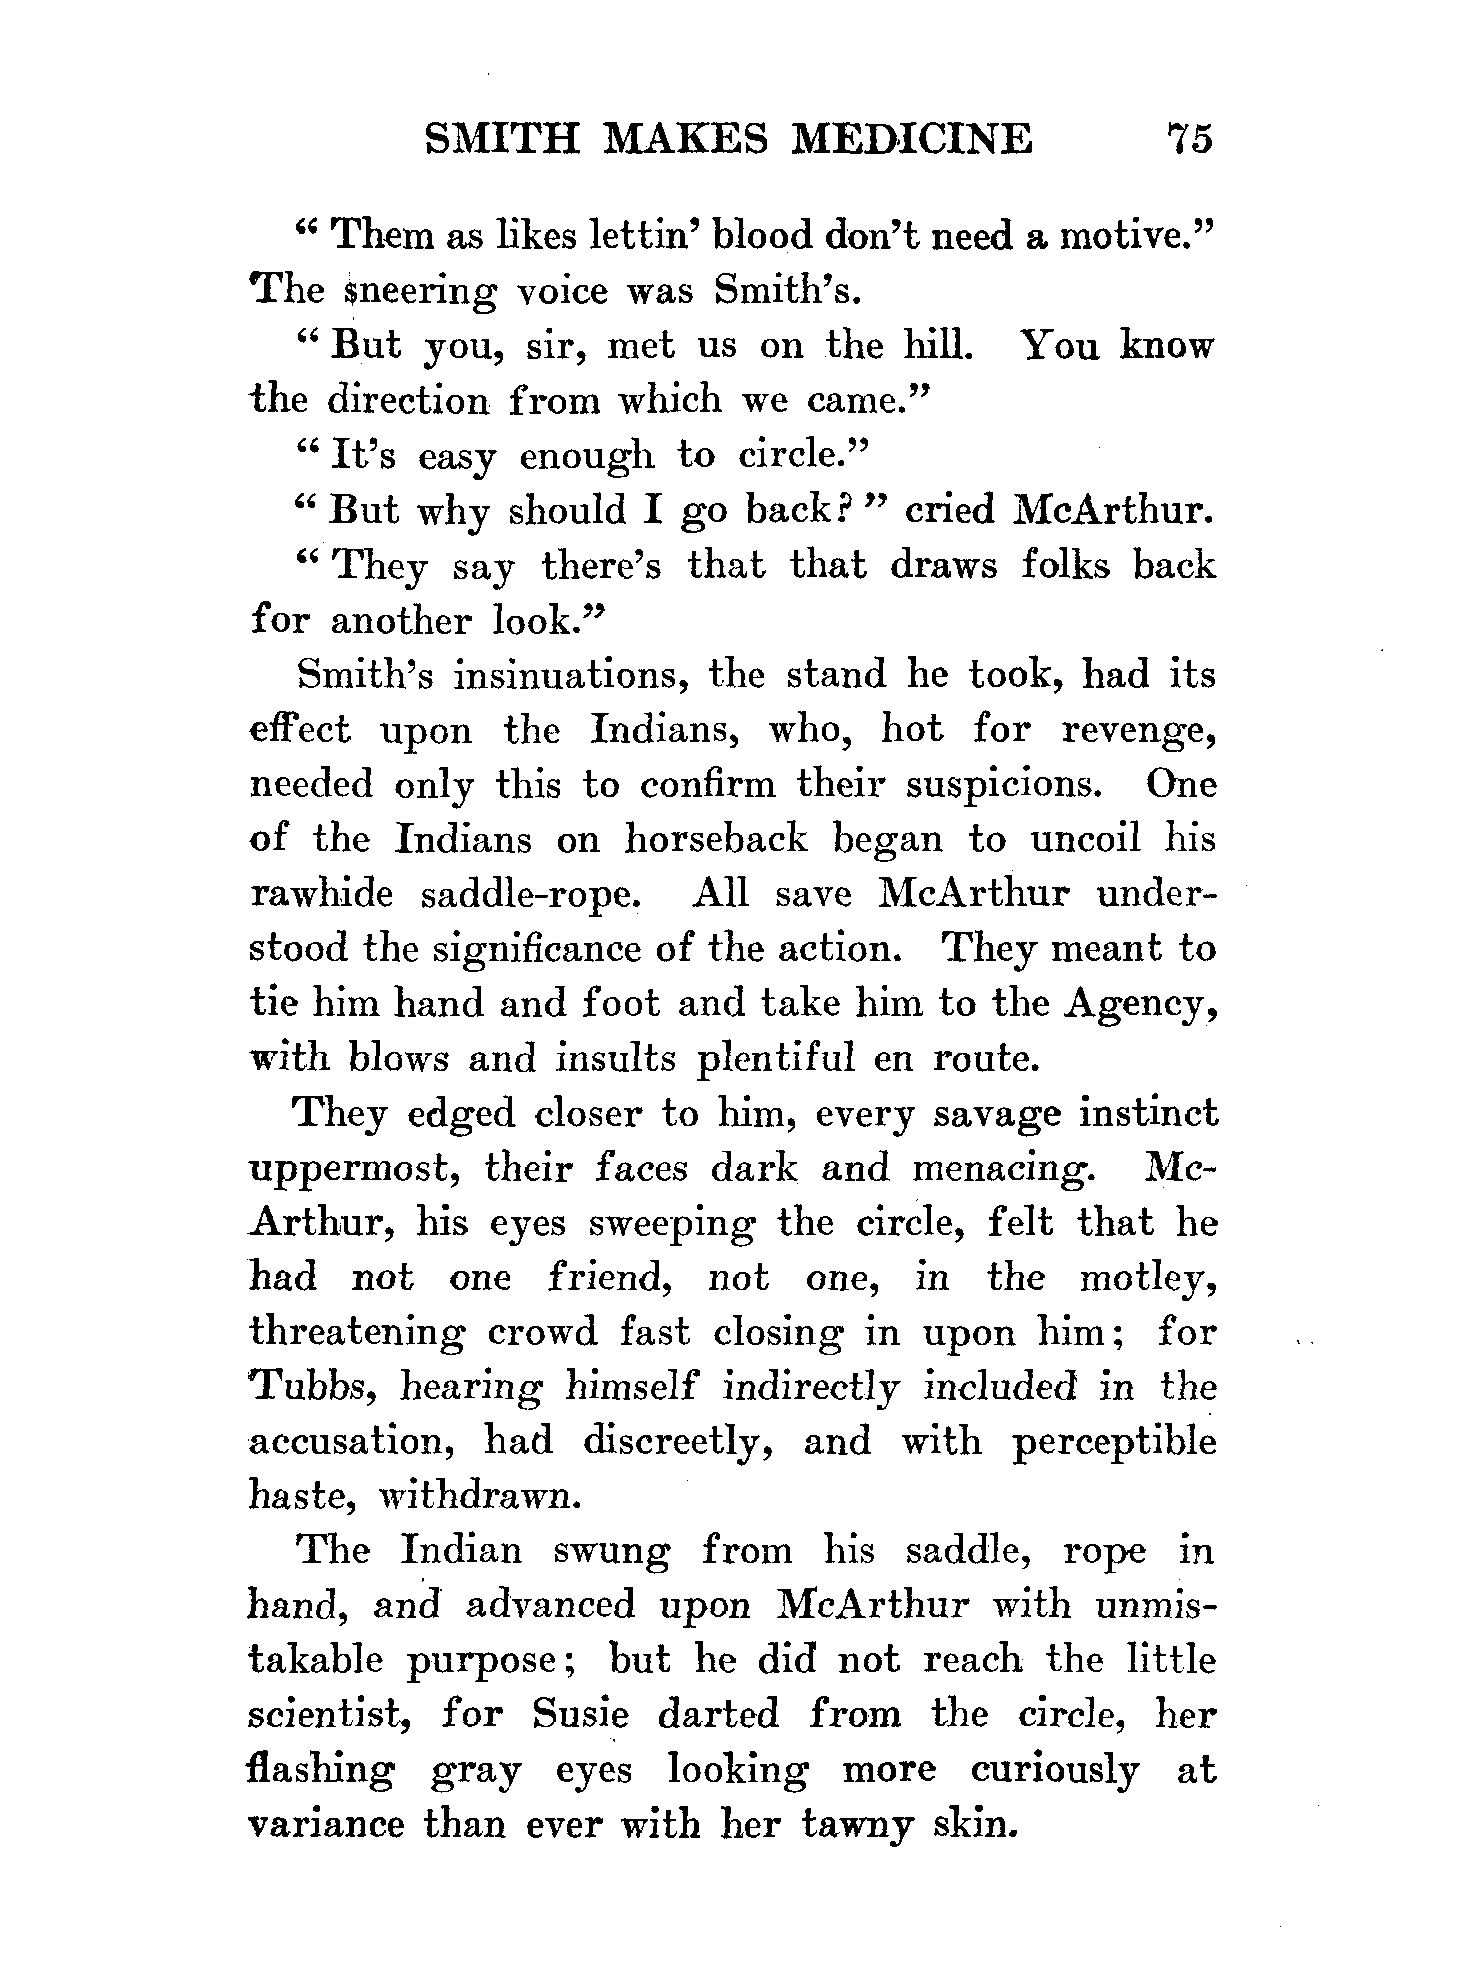 SMITH MAKES MEDICINE 75
“ Them as likes lettin’ blood don’t need a motive.”
The sneering voice was Smith’s.
“ But you, sir, met us on the hill. You know
the direction from which we came.”
“ It’s easy enough to circle.”
“ But why should I go back? ” cried McArthur.
“ They say there’s that that draws folks back
for another look.”
Smith’s insinuations, the stand he took, had its
effect upon the Indians, who, hot for revenge,
needed only this to confirm their suspicions. One
of the Indians on horseback began to uncoil his
rawhide saddle-rope. All save McArthur under-
stood the significance of the action. They meant to
tie him hand and foot and take him to the Agency,
with blows and insults plentiful en route.
They edged closer to him, every savage instinct
uppermost, their faces dark and menacing. Mc-
Arthur, his eyes sweeping the circle, felt that he
had not one friend, not one, in the motley,
threatening crowd fast closing in upon him; for
Tubbs, hearing himself indirectly included in the
accusation, had discreetly, and with perceptible
haste, withdrawn.
The Indian swung from his saddle, rope in
hand, and advanced upon McArthur with unmis-
takable purpose; but he did not reach the little
scientist, for Susie darted from the circle, her
flashing gray eyes looking more curiously at
variance than ever with her tawny skin.